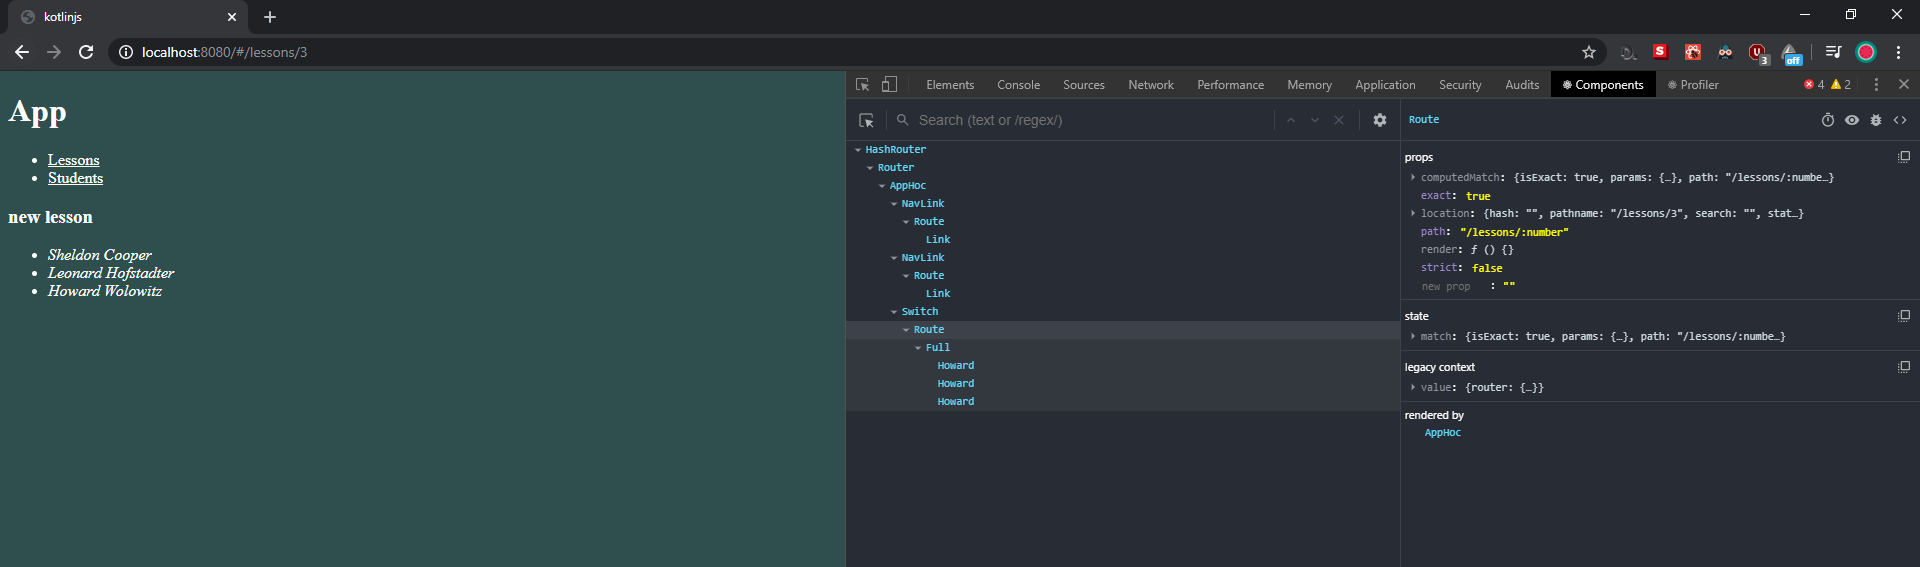 kotlinjs
localhost:8080/#/lessons/3
3
off
App
Lessons
Students
new lesson
Sheldon Cooper
Leonard Hofstadter
Howard Wolowitz
Elements Console Sources Network Performance Memory Application Security Audits Components Profiler 4 2
Search (text or /regex/)
HashRouter
Router
AppHoc
NavLink
Route
Link
NavLink
Route
Link
Switch
Route
Full
Howard
Howard
Howard
Route
props
computedMatch: {isExact: true, params: {…}, path: "/lessons/:numbe…}
exact: true
location: {hash: "", pathname: "/lessons/3", search: "", stat…}
path: "/lessons/:number"
render: ƒ () {}
strict: false
new prop : ""
state
match: {isExact: true, params: {…}, path: "/lessons/:numbe…}
legacy context
value: {router: {…}}
rendered by
AppHoc